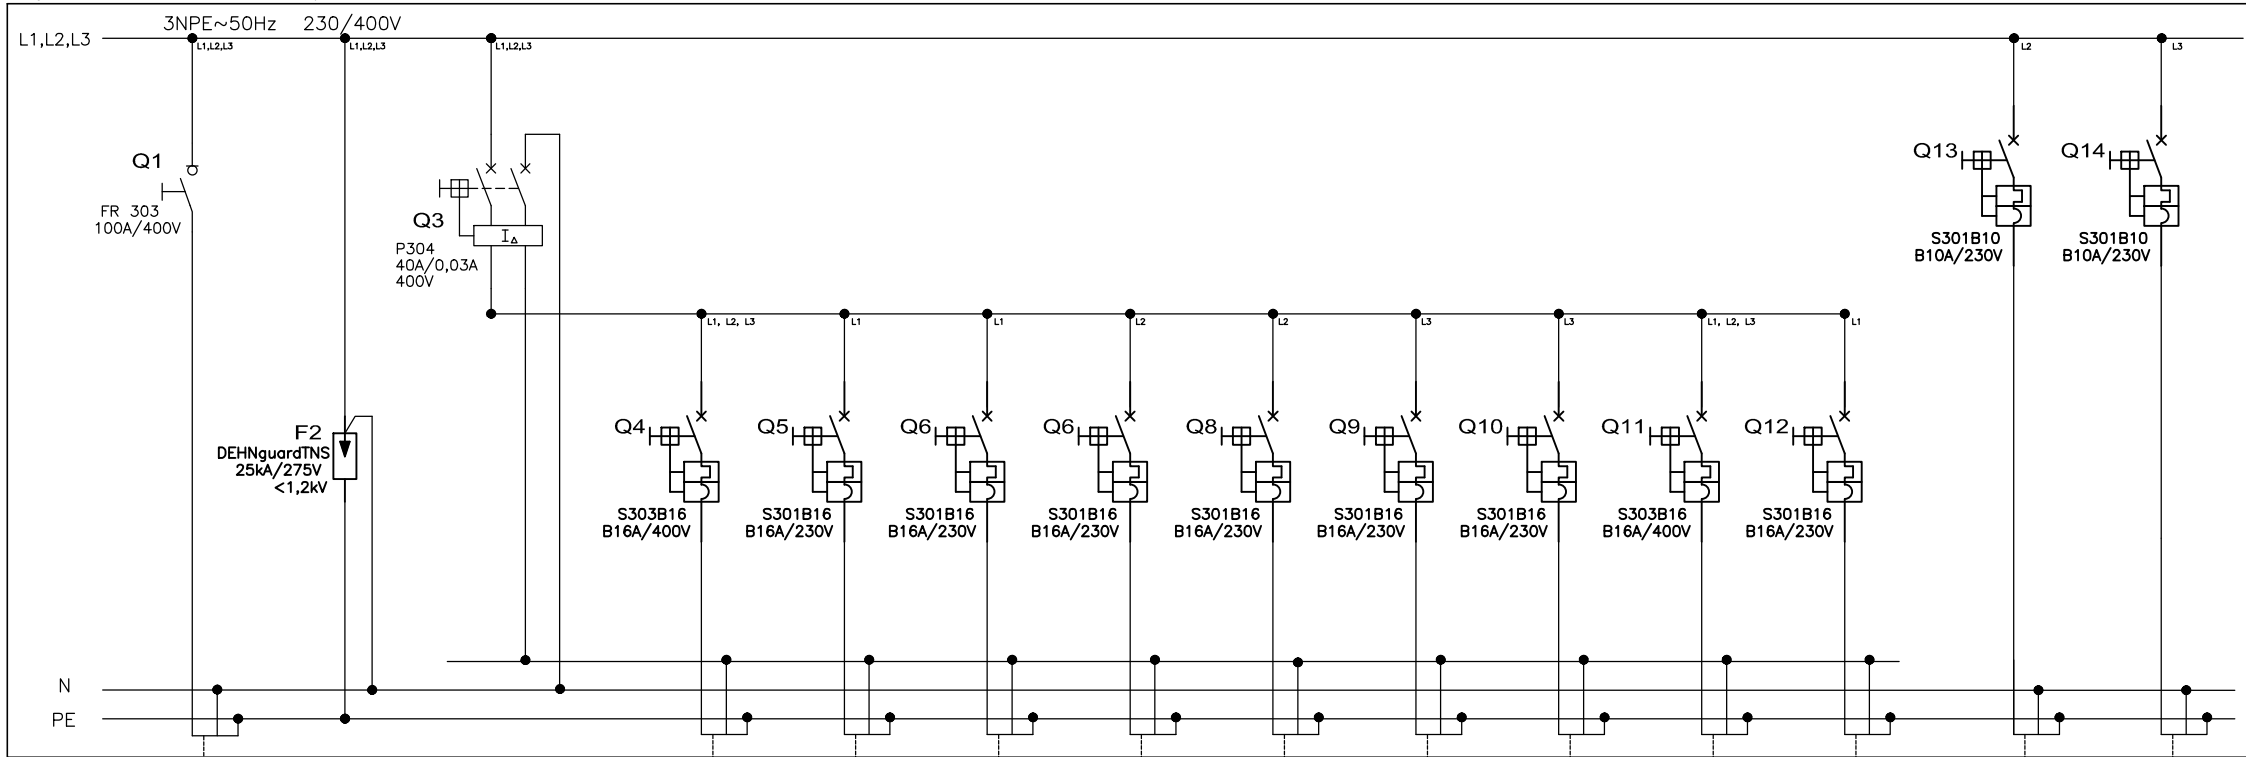 3NPE~50Hz 230/400V
L1,L2,L3
L1,L2,L3
L1,L2,L3
L1,L2,L3
L2
L3
Q1
FR 303
100A/400V
Q3
P304
40A/0,03A
400V
I∆
Q13
S301B10
B10A/230V
Q14
S301B10
B10A/230V
L1, L2, L3
L1
L1
L2
L2
L3
L3
L1, L2, L3
L1
F2
DEHNguardTNS
25kA/275V
<1,2kV
Q4
S303B16
B16A/400V
Q5
S301B16
B16A/230V
Q6
S301B16
B16A/230V
Q6
S301B16
B16A/230V
Q8
S301B16
B16A/230V
Q9
S301B16
B16A/230V
Q10
S301B16
B16A/230V
Q11
S303B16
B16A/400V
Q12
S301B16
B16A/230V
N
PE